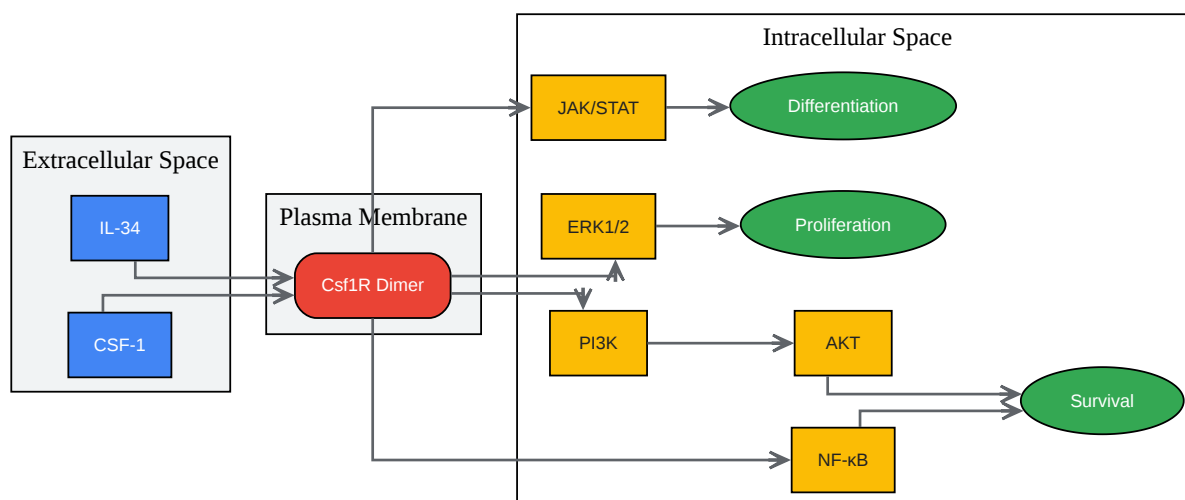 Intracellular Space
JAK/STAT
Differentiation
Extracellular Space
IL-34
CSF-1
Plasma Membrane
Csf1R Dimer
ERK1/2
Proliferation
PI3K
AKT
NF-κB
Survival